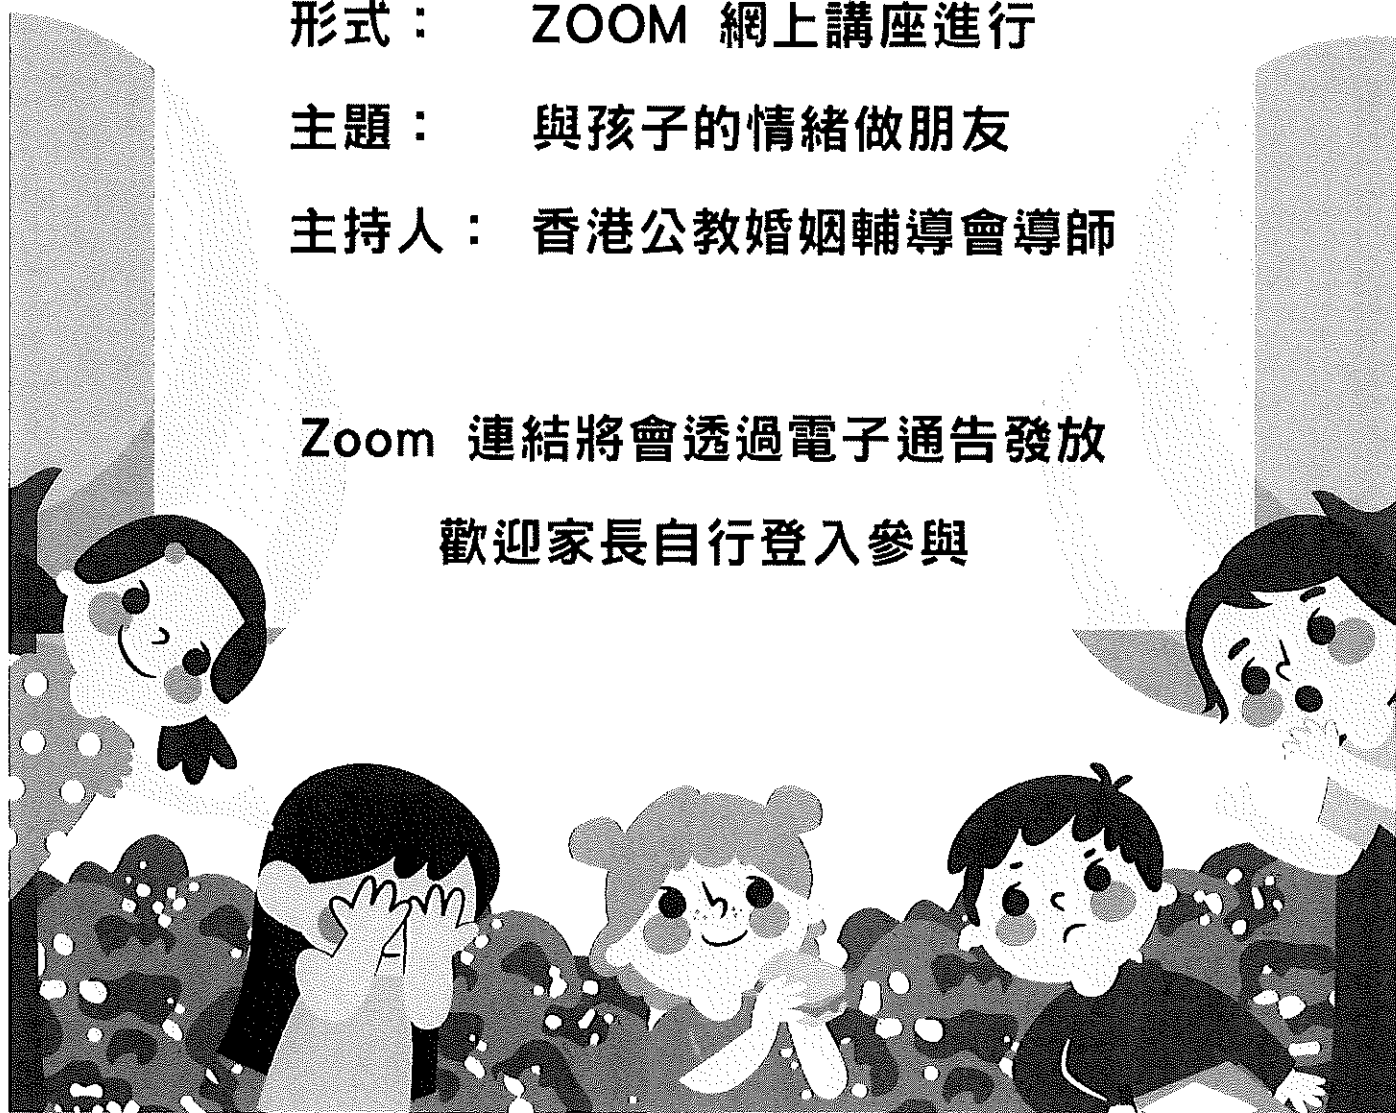 形式： ZOOM 網上講座進行
主題： 與孩子的情緒做朋友
主持人： 香港公教婚姻輔導會導師
Zoom 連結將會透過電子通告發放
歡迎家長自行登入參與